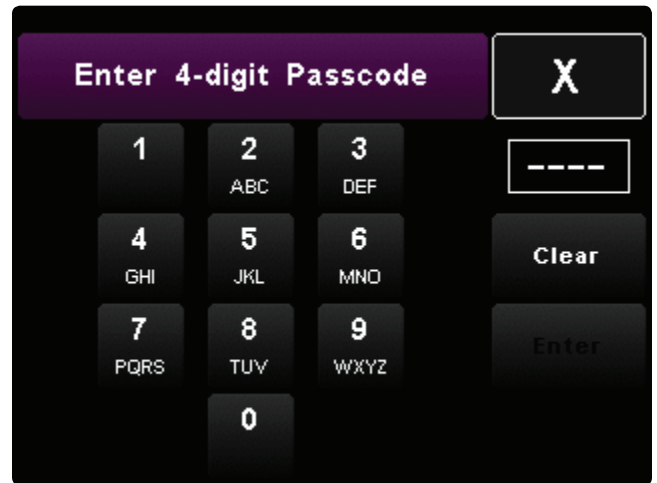 Enter 4-digit Passcode X
1 2 3
ABC DEF
----
4 5 6
GHI JKL MNO
Clear
7 8 9
PQRS TUV WXYZ
Enter
0